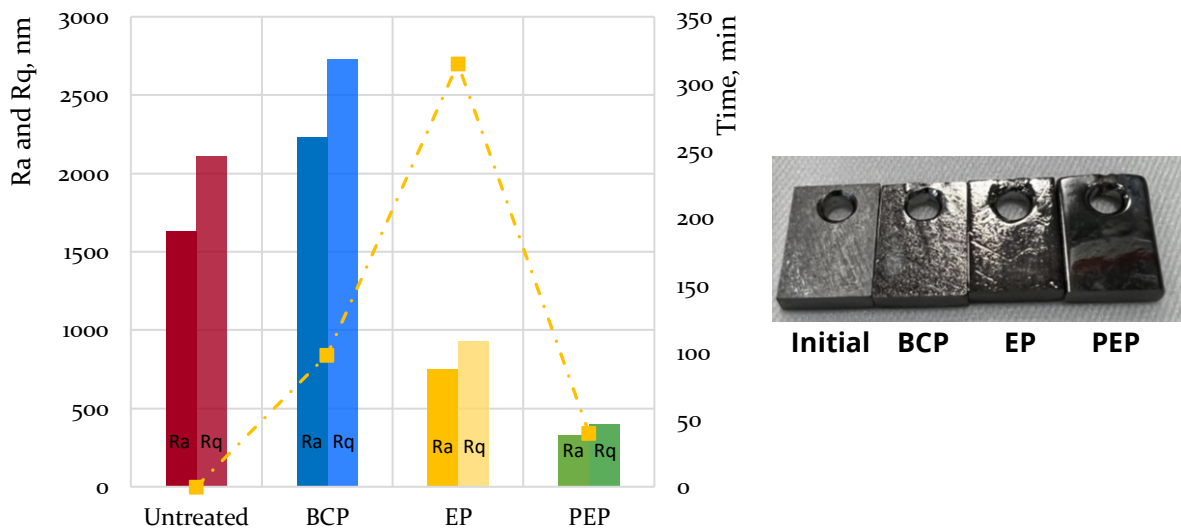 Ra and Rq, nm
3000
2500
2000
1500
1000
500
0
Ra Rq
Ra Rq
Ra Rq
Ra Rq
Untreated BCP EP PEP
350
300
250
200
150
100
50
0
Time, min
Initial BCP EP PEP